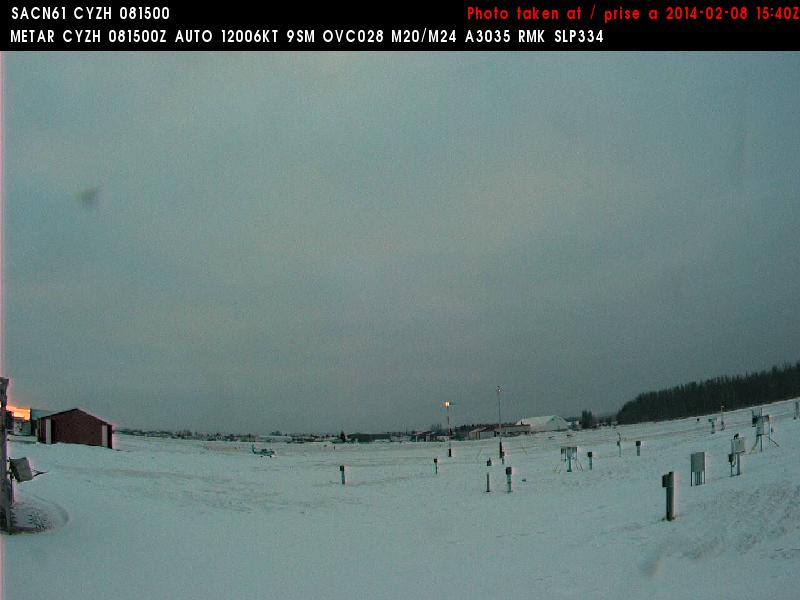 SACN61 CYZH 081500
Photo taken at / prise a 2014-02-08 15:40Z
METAR CYZH 081500Z AUTO 12006KT 9SM OVC028 M20/M24 A3035 RMK SLP334